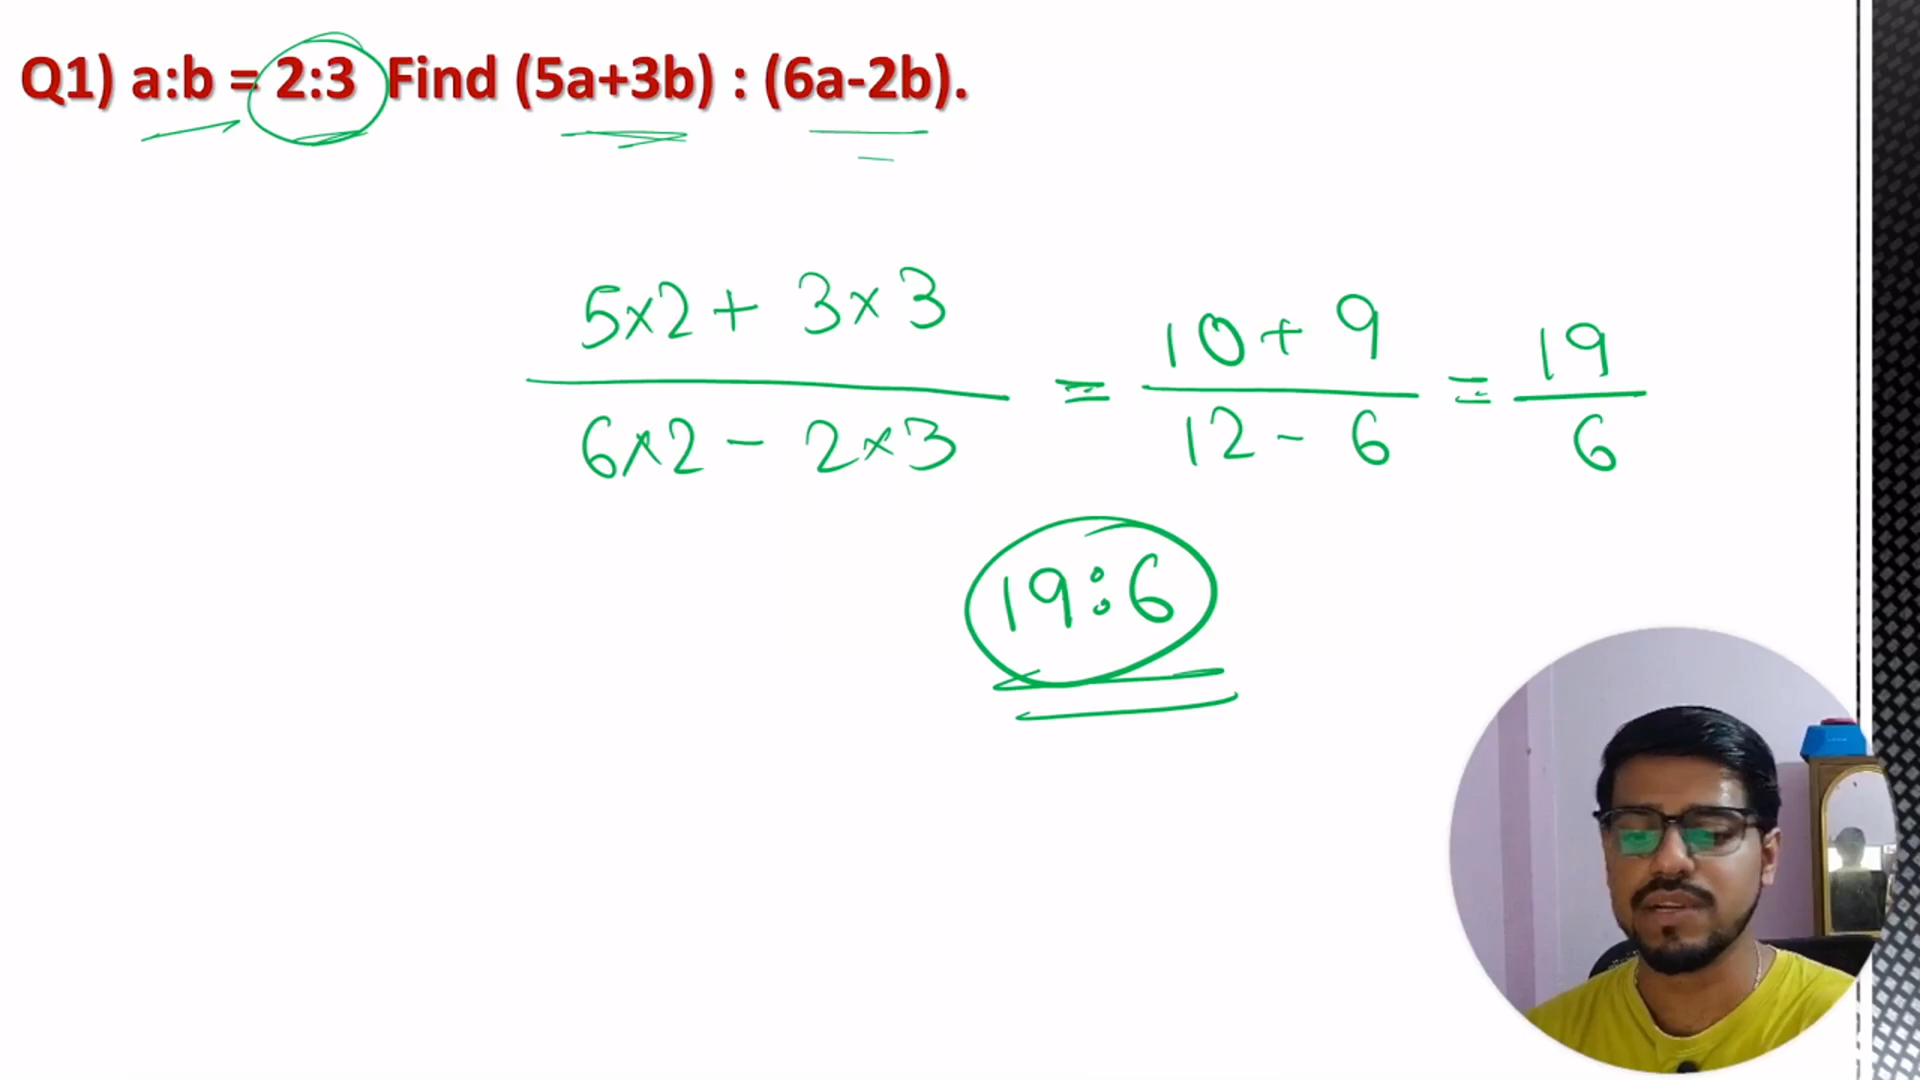 Q1) a:b = 2:3 Find (5a+3b) : (6a-2b).
5×2 + 3×3 = 10 + 9 = 19
6×2 - 2×3 12 - 6 6
19:6